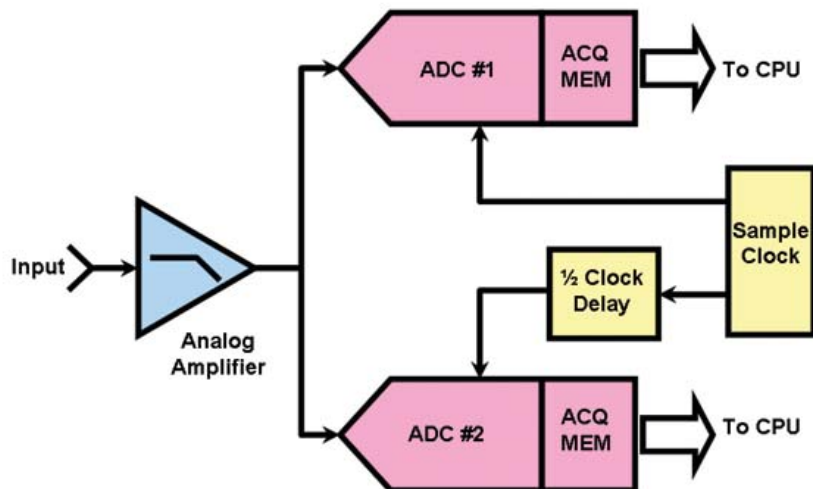 ADC #1
ACQ
MEM
To CPU
Input
Analog
Amplifier
½ Clock
Delay
Sample
Clock
ADC #2
ACQ
MEM
To CPU